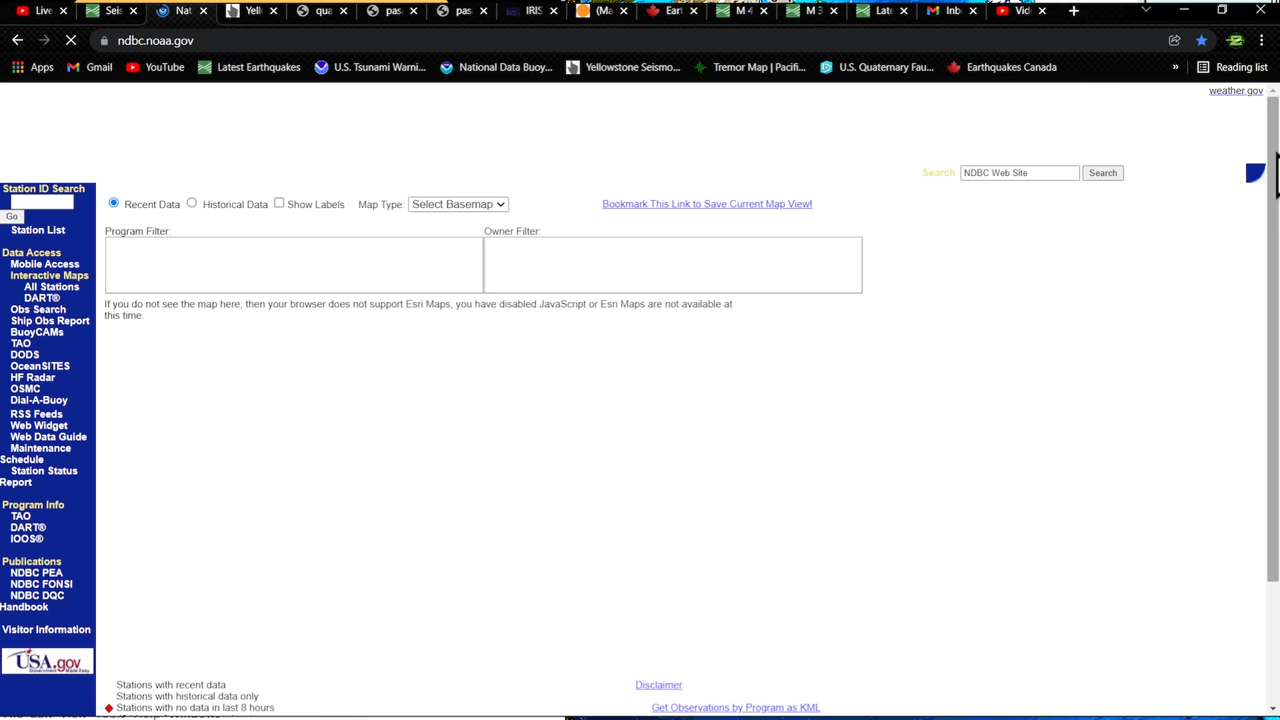 Live
Seis
Nat
Yell
qua
pas
pas
IRIS
(Ma
Eart
M 4
M 3
Late
Inb
Vid
ndbc.noaa.gov
Apps
Gmail
YouTube
Latest Earthquakes
U.S. Tsunami Warni...
National Data Buoy...
Yellowstone Seismo...
Tremor Map | Pacifi...
U.S. Quaternary Fau...
Earthquakes Canada
»
Reading list
weather.gov
Search
NDBC Web Site
Search
Station ID Search
Go
Station List
Data Access
Mobile Access
Interactive Maps
All Stations
DART®
Obs Search
Ship Obs Report
BuoyCAMs
TAO
DODS
OceanSITES
HF Radar
OSMC
Dial-A-Buoy
RSS Feeds
Web Widget
Web Data Guide
Maintenance
Schedule
Station Status
Report
Program Info
TAO
DART®
IOOS®
Publications
NDBC PEA
NDBC FONSI
NDBC DQC
Handbook
Visitor Information
USA.gov
Recent Data
Historical Data
Show Labels
Map Type:
Select Basemap
Bookmark This Link to Save Current Map View!
Program Filter:
Owner Filter:
If you do not see the map here, then your browser does not support Esri Maps, you have disabled JavaScript or Esri Maps are not available at
this time.
Stations with recent data
Stations with historical data only
Stations with no data in last 8 hours
Disclaimer
Get Observations by Program as KML